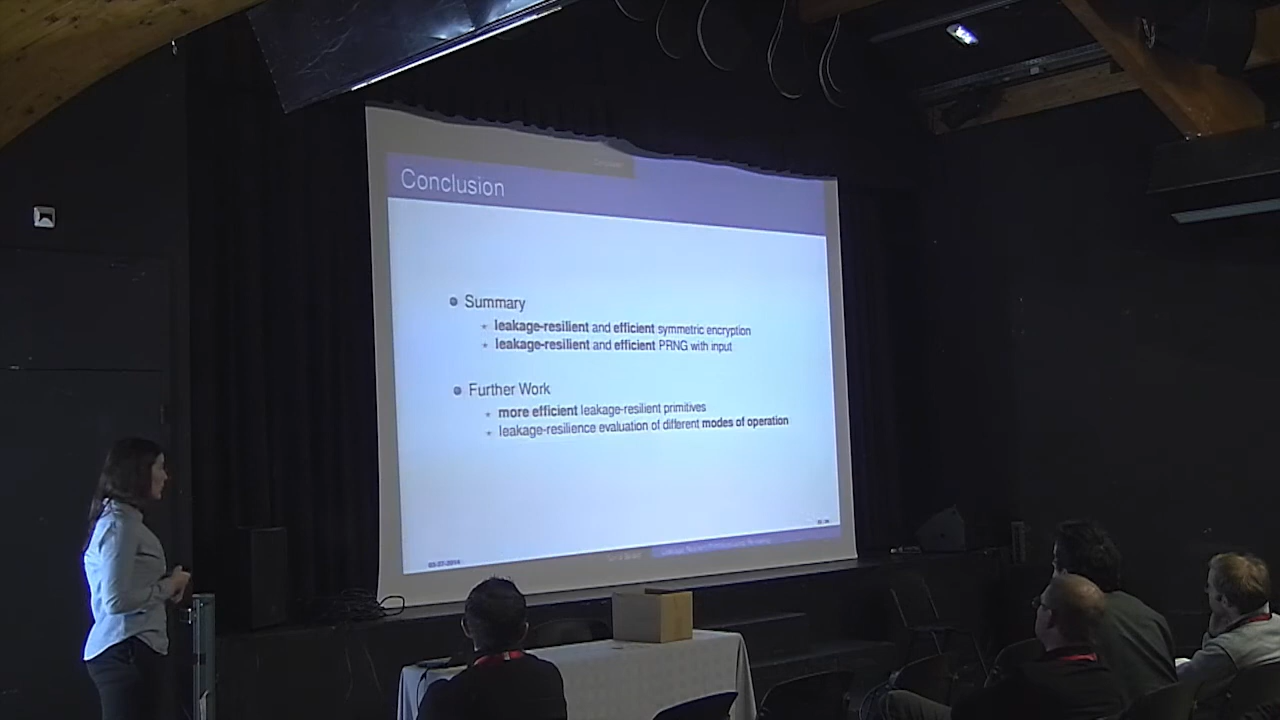 Conclusion
Summary
leakage-resilient and efficient symmetric encryption
leakage-resilient and efficient PRNG with input
Further Work
more efficient leakage-resilient primitives
leakage-resilience evaluation of different modes of operation